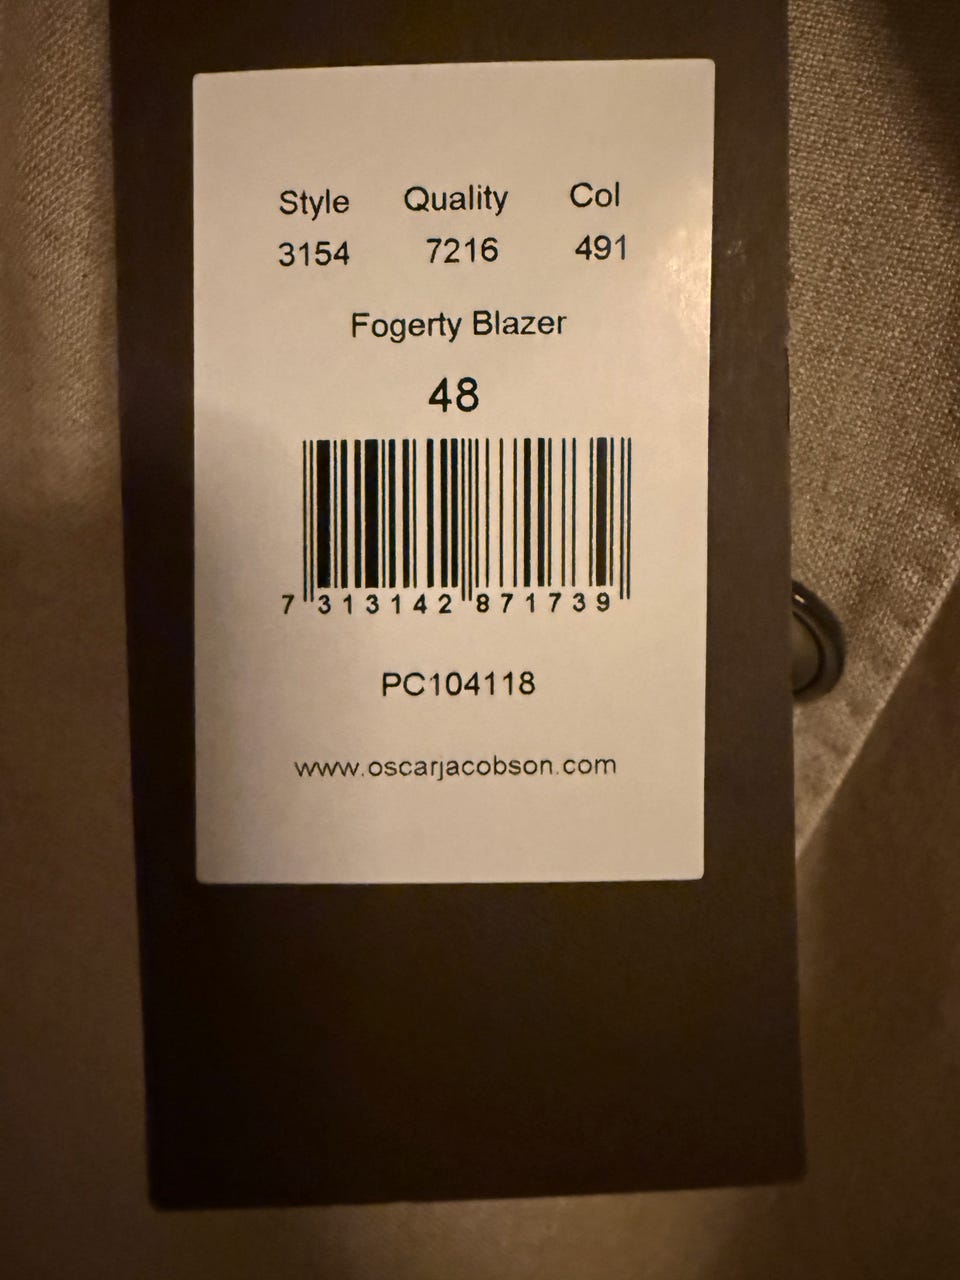 Style Quality Col
3154 7216 491
Fogerty Blazer
48
7 313142 871739
PC104118
www.oscarjacobson.com